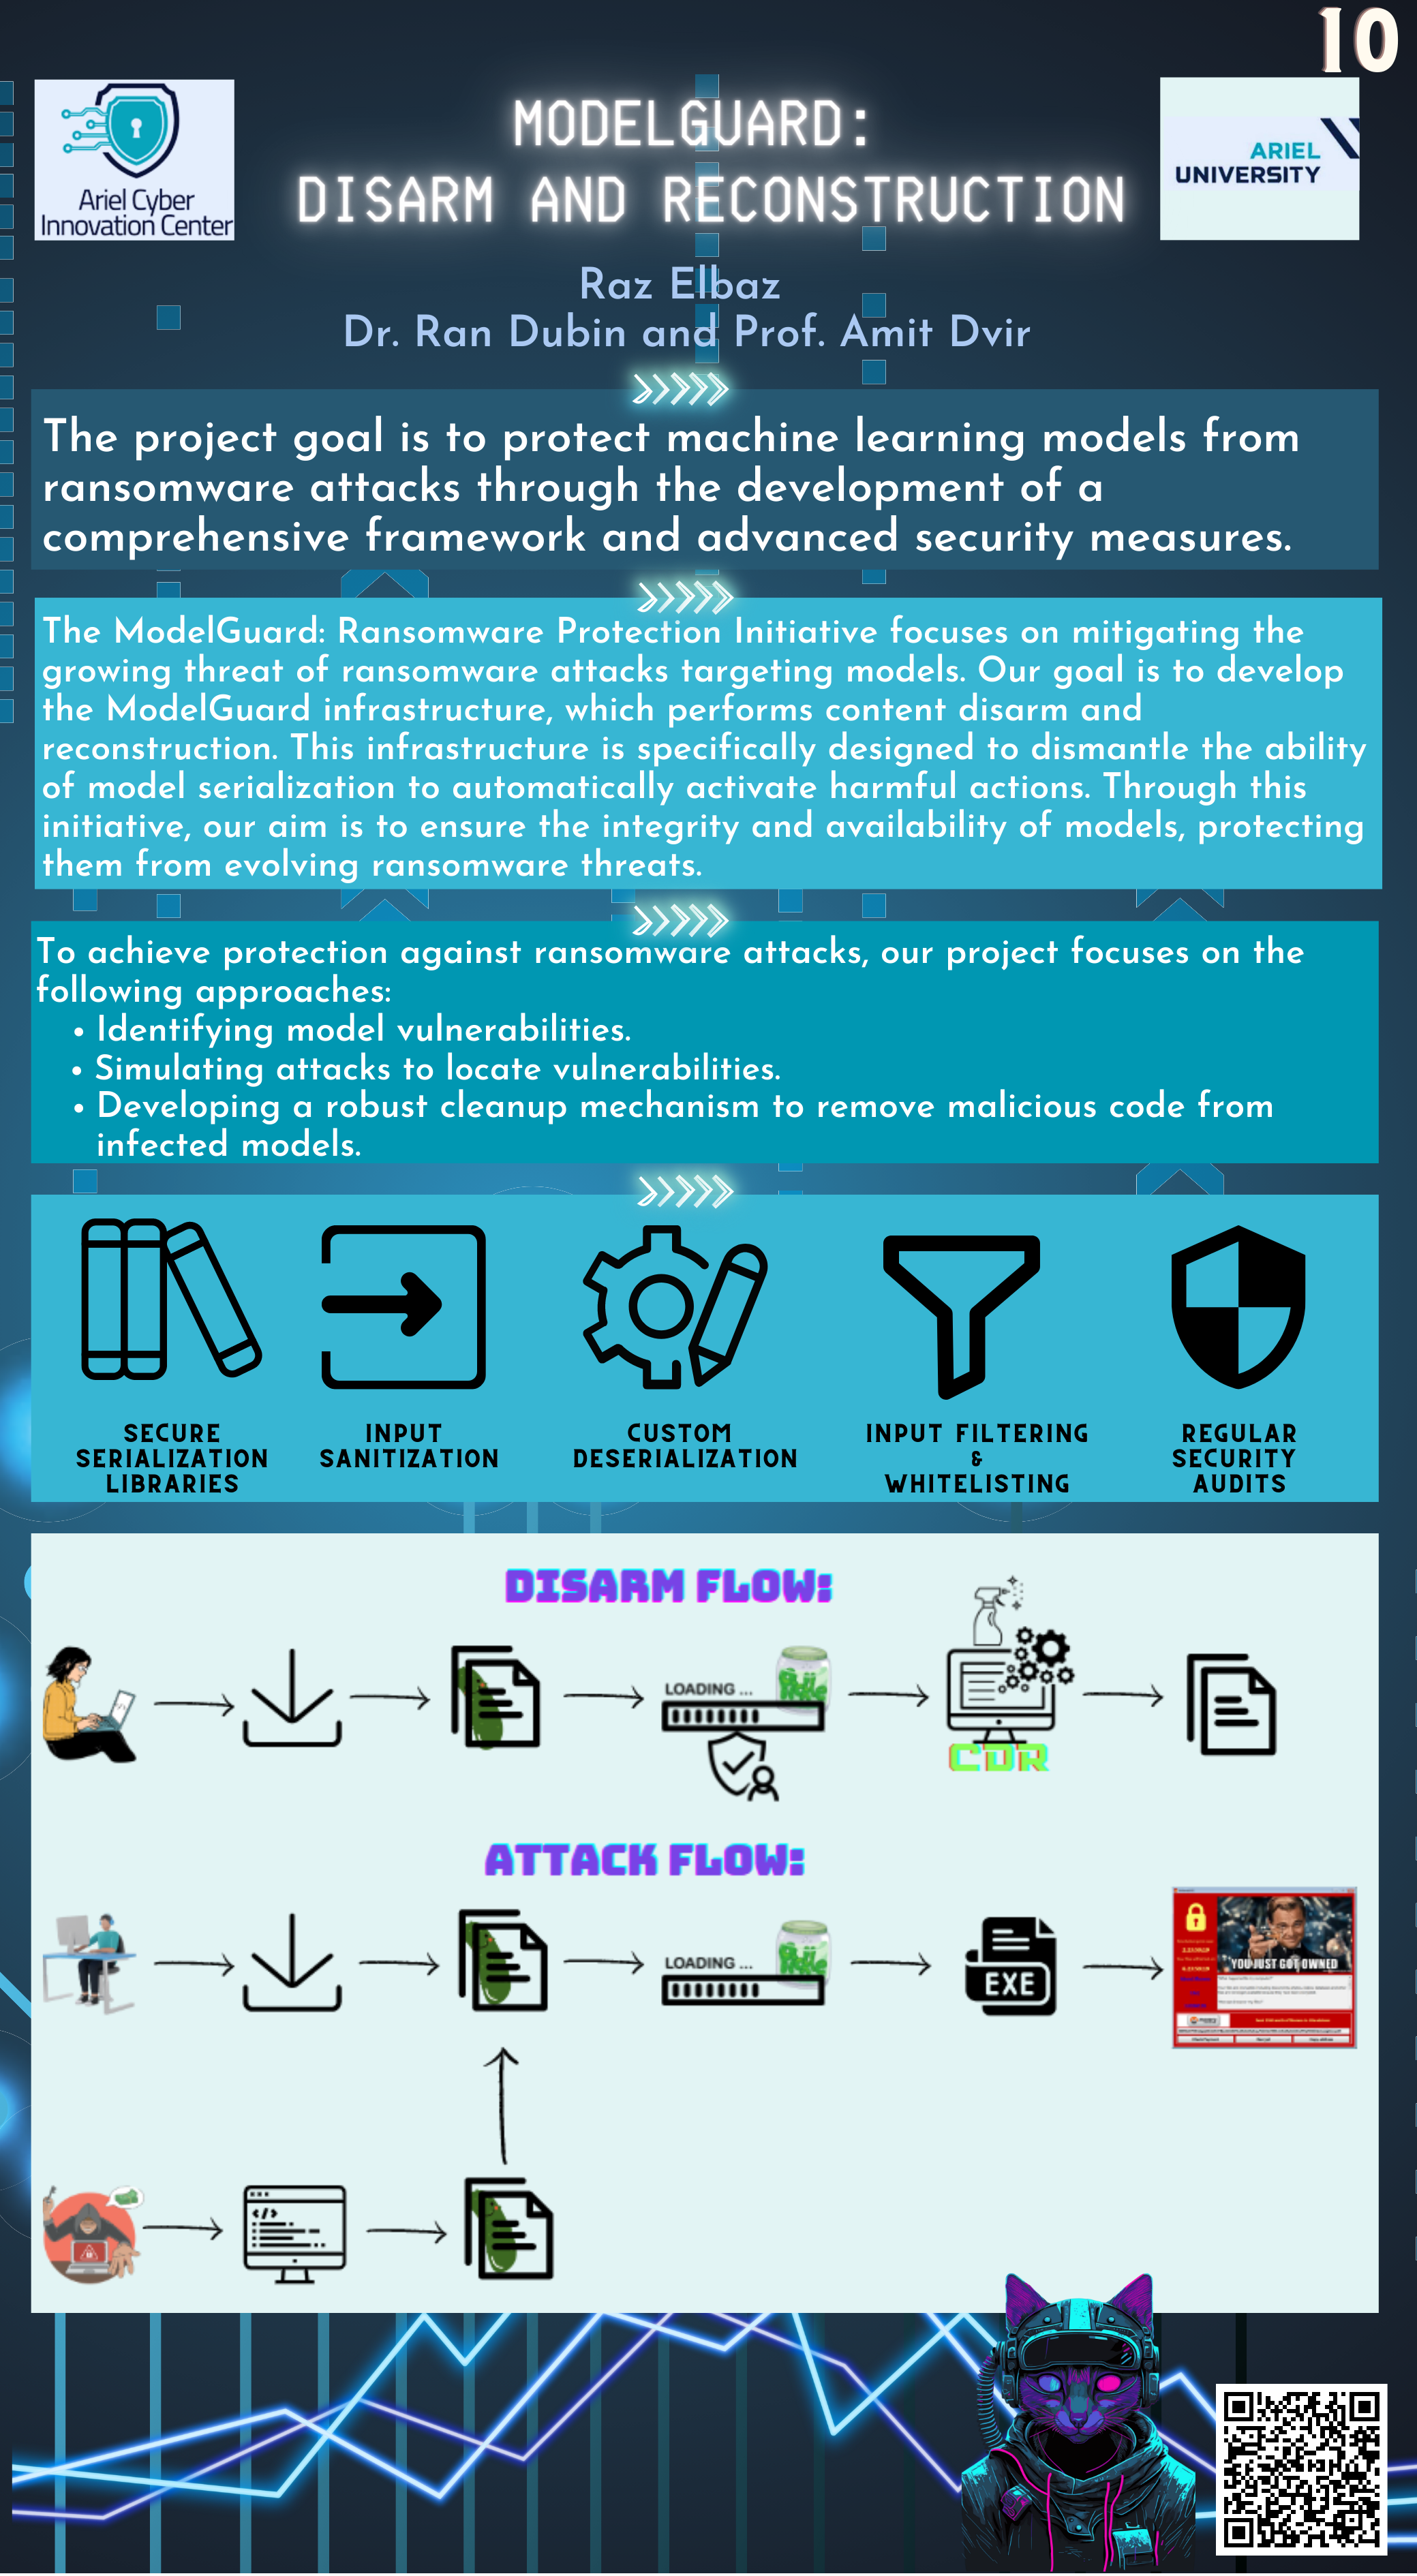 10
Ariel Cyber
Innovation Center
MODELGUARD:
DISARM AND RECONSTRUCTION
ARIEL
UNIVERSITY
Raz Elbaz
Dr. Ran Dubin and Prof. Amit Dvir
The project goal is to protect machine learning models from
ransomware attacks through the development of a
comprehensive framework and advanced security measures.
The ModelGuard: Ransomware Protection Initiative focuses on mitigating the
growing threat of ransomware attacks targeting models. Our goal is to develop
the ModelGuard infrastructure, which performs content disarm and
reconstruction. This infrastructure is specifically designed to dismantle the ability
of model serialization to automatically activate harmful actions. Through this
initiative, our aim is to ensure the integrity and availability of models, protecting
them from evolving ransomware threats.
To achieve protection against ransomware attacks, our project focuses on the
following approaches:
• Identifying model vulnerabilities.
• Simulating attacks to locate vulnerabilities.
• Developing a robust cleanup mechanism to remove malicious code from
infected models.
SECURE
SERIALIZATION
LIBRARIES
INPUT
SANITIZATION
CUSTOM
DESERIALIZATION
INPUT FILTERING
&
WHITELISTING
REGULAR
SECURITY
AUDITS
DISARM FLOW:
LOADING ...
CDR
ATTACK FLOW:
LOADING ...
EXE
YOU JUST GOT OWNED